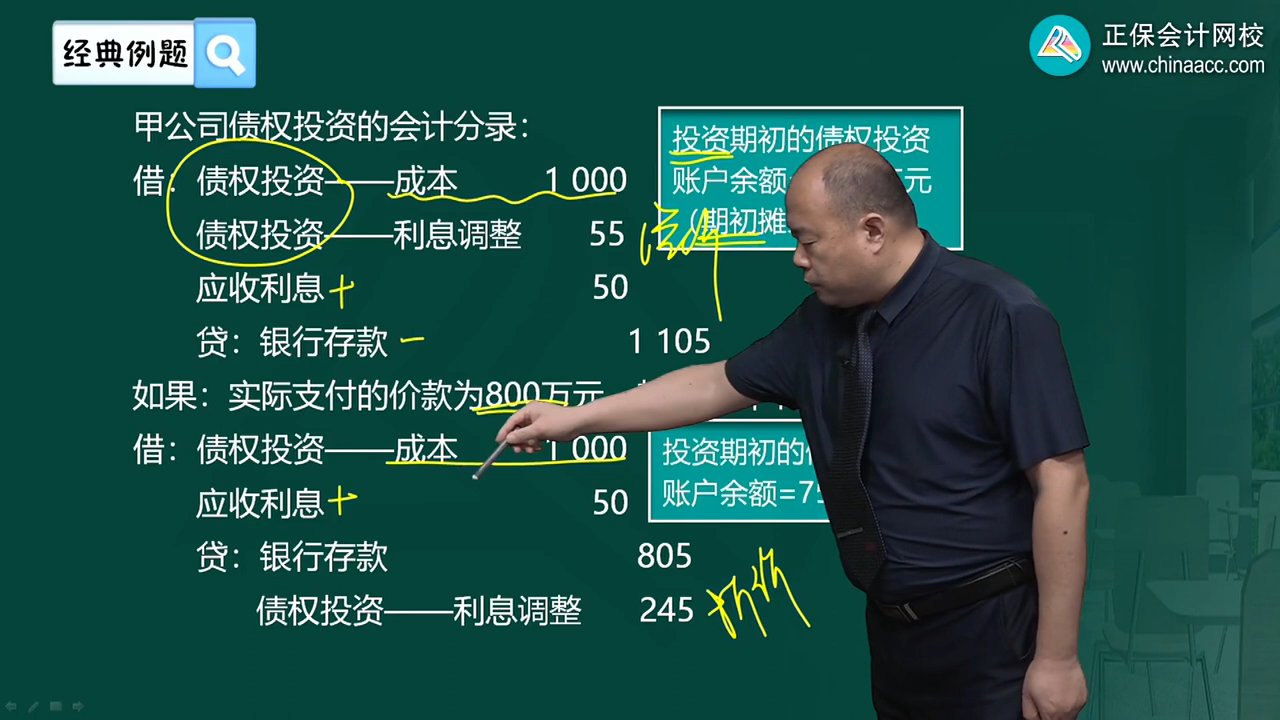 经典例题
正保会计网校
www.chinaacc.com
甲公司债权投资的会计分录：
借：债权投资——成本 1 000
债权投资——利息调整 55
应收利息 50
贷：银行存款 1 105
投资期初的债权投资
账户余额
元
（期初摊
溢价
如果：实际支付的价款为800万元
借：债权投资——成本 1 000
应收利息 50
贷：银行存款 805
债权投资——利息调整 245
投资期初的
账户余额=75
折价